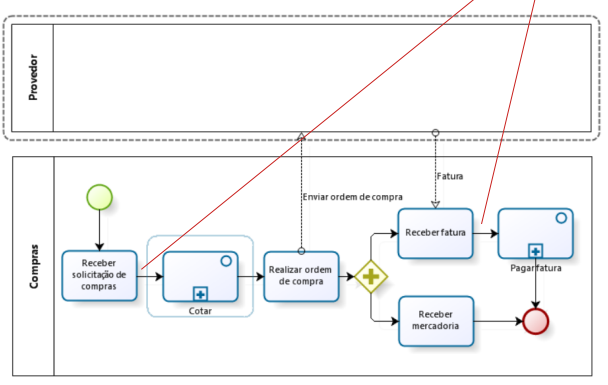 Provedor
Enviar ordem de compra
Fatura
Compras
Receber
solicitação de
compras
Cotar
Realizar ordem
de compra
Receber fatura
Pagar fatura
Receber
mercadoria